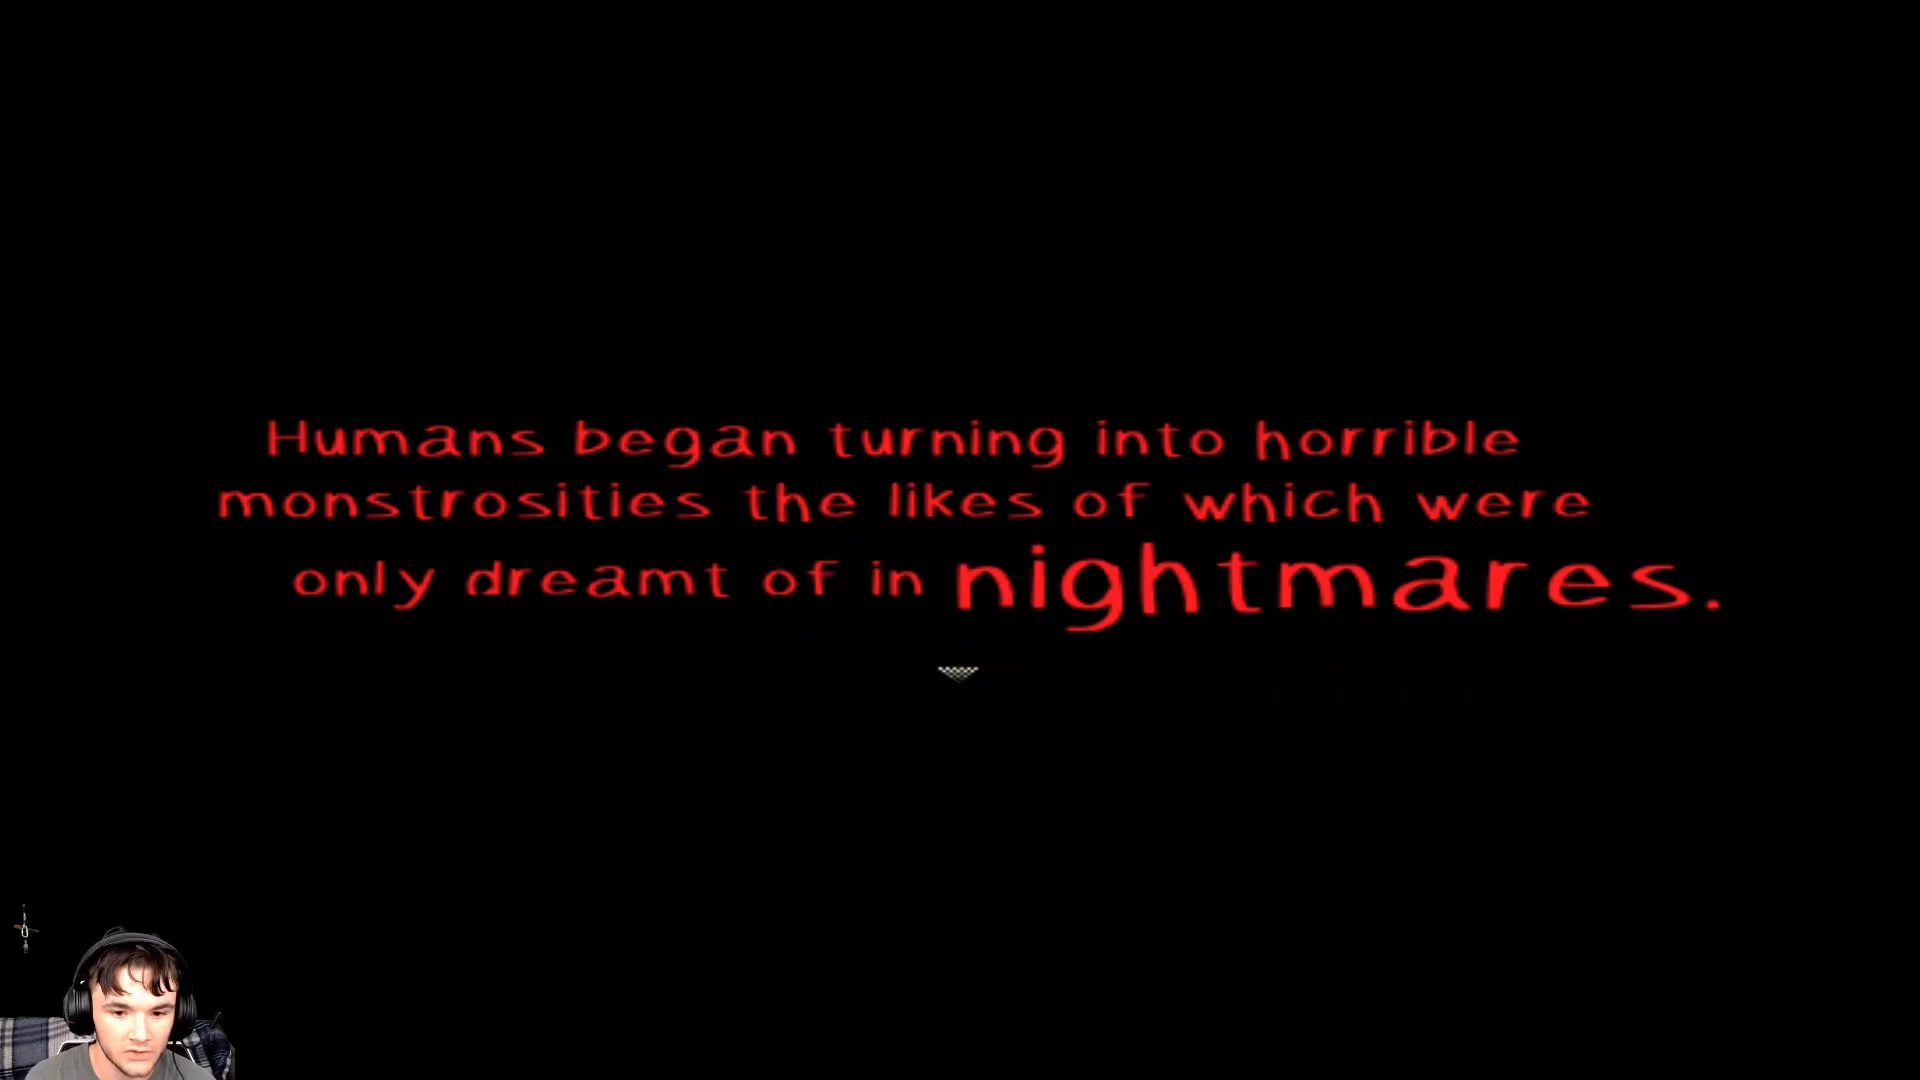 Humans began turning into horrible
monstrosities the likes of which were
only dreamt of in nightmares.